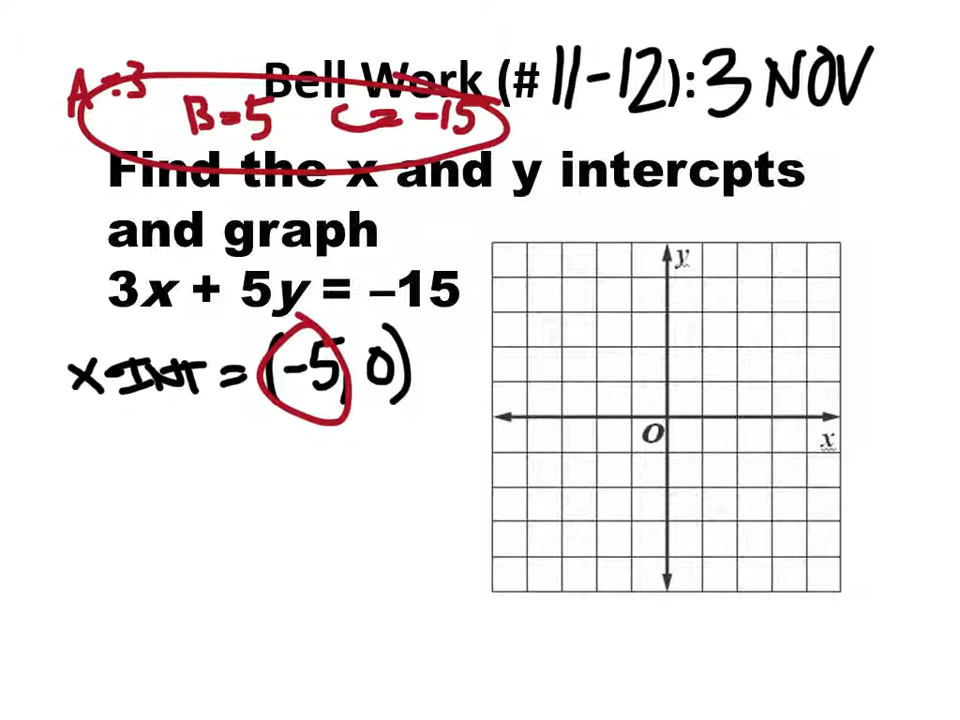 Bell Work (# 11-12): 3 NOV
A = 3
B = 5 C = -15
Find the x and y intercpts
and graph
3x + 5y = –15
x-INT = (-5, 0)
y
O
x